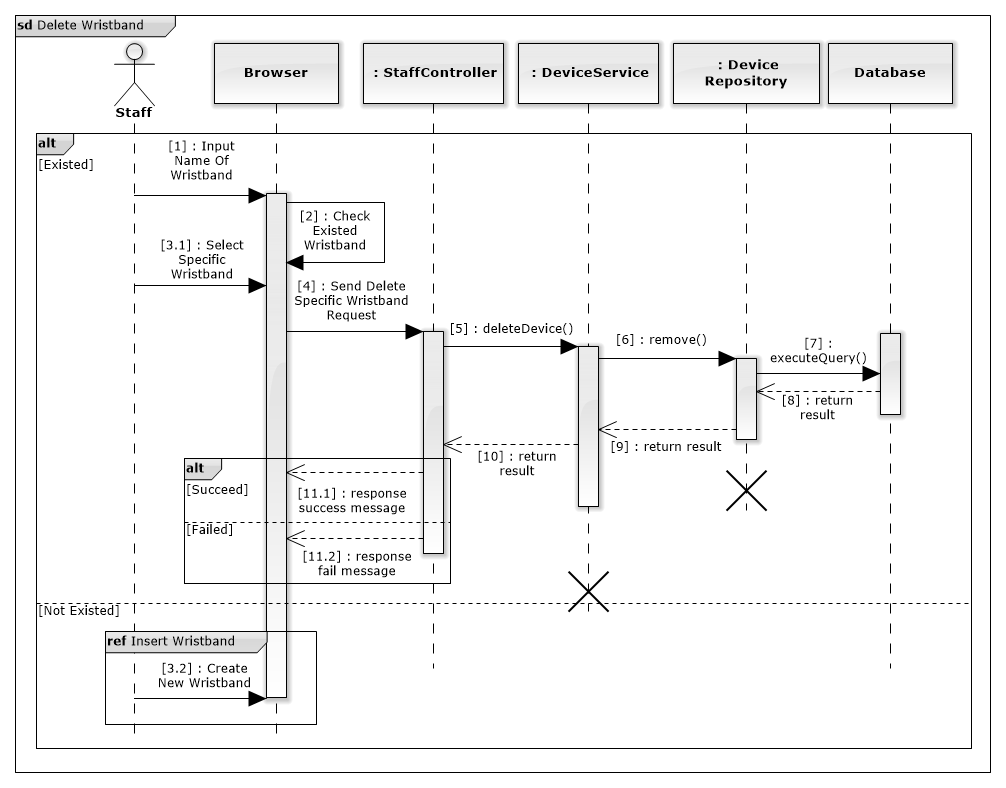 sd Delete Wristband
Staff
Browser
: StaffController
: DeviceService
: Device
Repository
Database
alt
[Existed]
[1] : Input
Name Of
Wristband
[2] : Check
Existed
Wristband
[3.1] : Select
Specific
Wristband
[4] : Send Delete
Specific Wristband
Request
[5] : deleteDevice()
[6] : remove()
[7] :
executeQuery()
[8] : return
result
[9] : return result
[10] : return
result
alt
[Succeed]
[11.1] : response
success message
[Failed]
[11.2] : response
fail message
[Not Existed]
ref Insert Wristband
[3.2] : Create
New Wristband